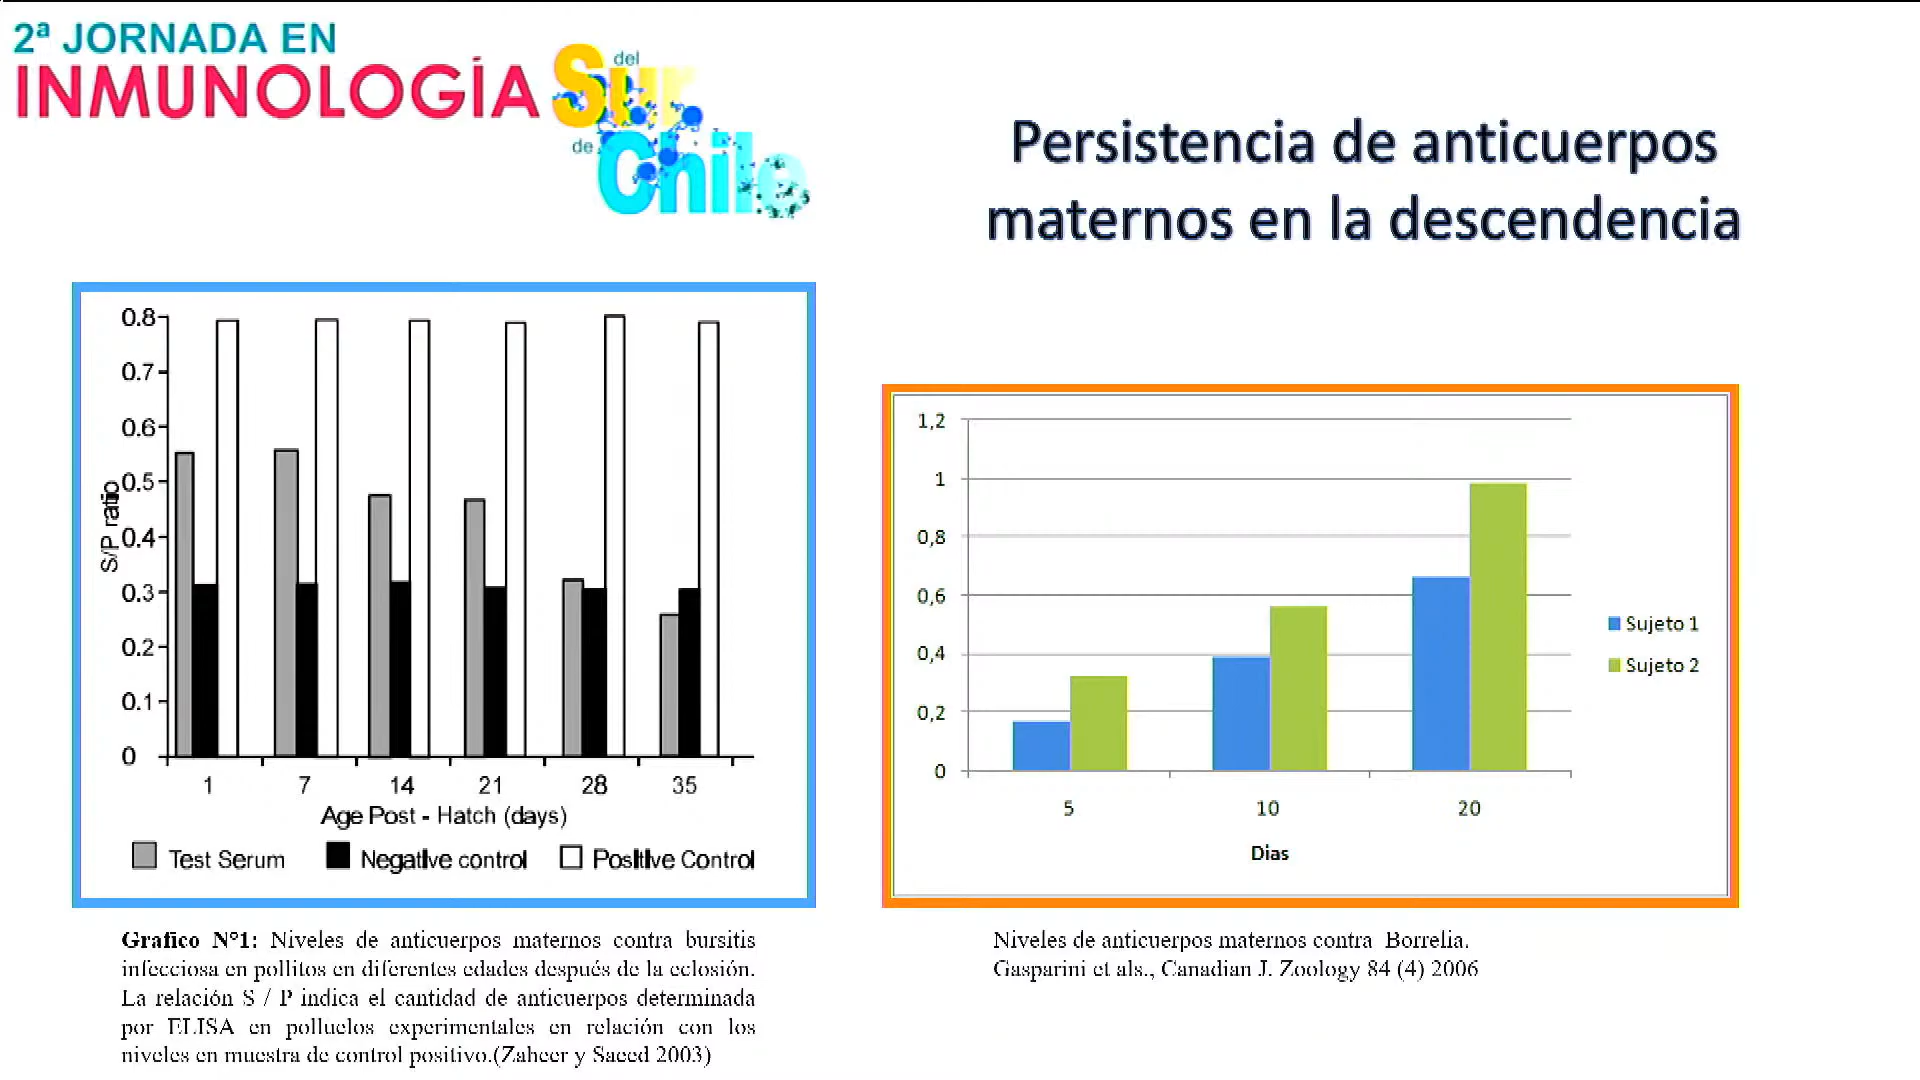 2ª JORNADA EN
INMUNOLOGÍA
del
Sur
de
Chile
Persistencia de anticuerpos
maternos en la descendencia
0.8
0.7
0.6
0.5
0.4
0.3
0.2
0.1
0
S/P ratio
1 7 14 21 28 35
Age Post - Hatch (days)
Test Serum Negative control Positive Control
Grafico N°1: Niveles de anticuerpos maternos contra bursitis
infecciosa en pollitos en diferentes edades después de la eclosión.
La relación S / P indica el cantidad de anticuerpos determinada
por ELISA en polluelos experimentales en relación con los
niveles en muestra de control positivo.(Zaheer y Saeed 2003)
1,2
1
0,8
0,6
0,4
0,2
0
5 10 20
Dias
Sujeto 1
Sujeto 2
Niveles de anticuerpos maternos contra Borrelia.
Gasparini et als., Canadian J. Zoology 84 (4) 2006